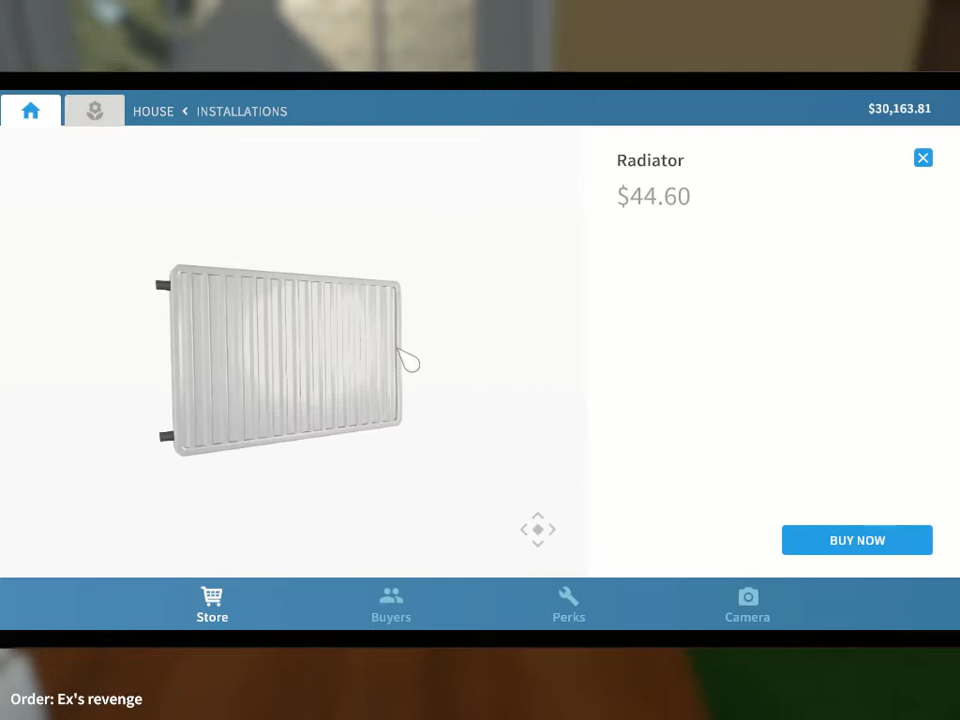 HOUSE < INSTALLATIONS
$30,163.81
Radiator
$44.60
BUY NOW
Store
Buyers
Perks
Camera
Order: Ex's revenge